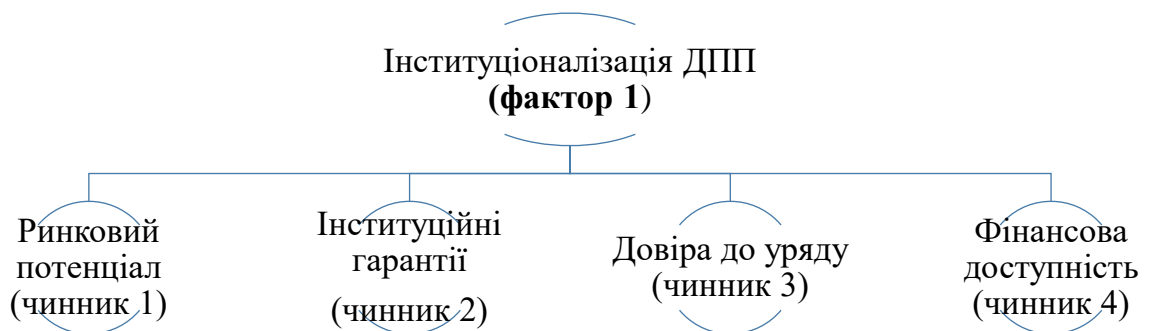 Інституціоналізація ДПП
(фактор 1)
Ринковий
потенціал
(чинник 1)
Інституційні
гарантії
(чинник 2)
Довіра до уряду
(чинник 3)
Фінансова
доступність
(чинник 4)